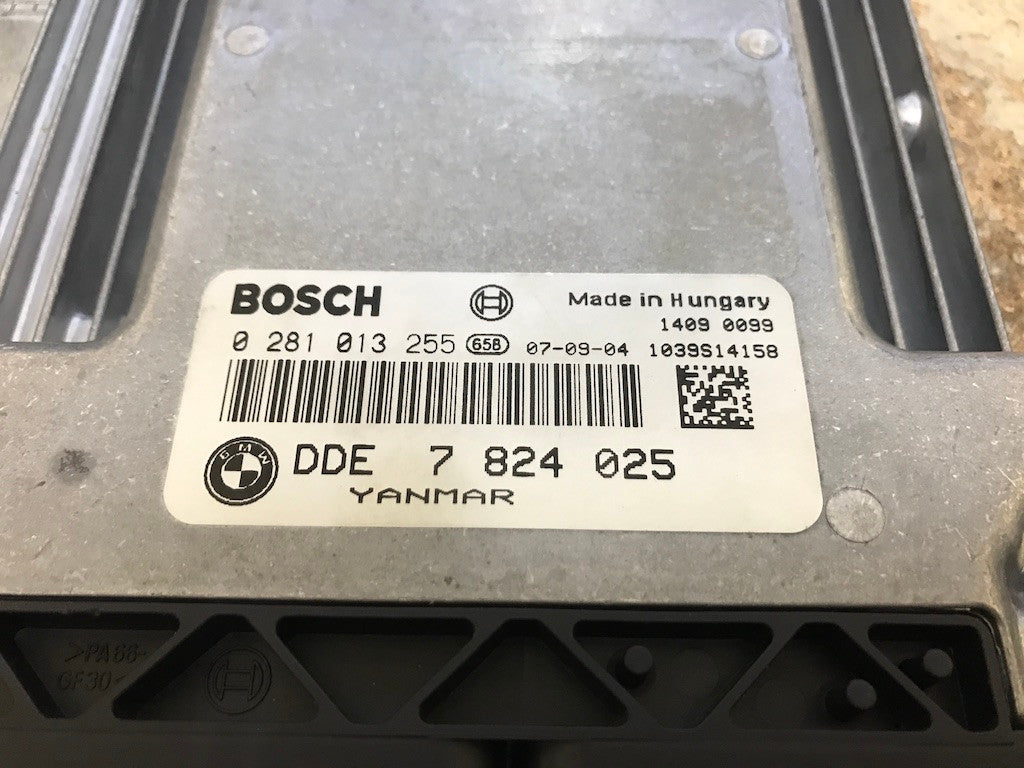 BOSCH Made in Hungary
1409 0099
0 281 013 255 658 07-09-04 1039S14158
BMW DDE 7 824 025
YANMAR
>PA66-
GF30<